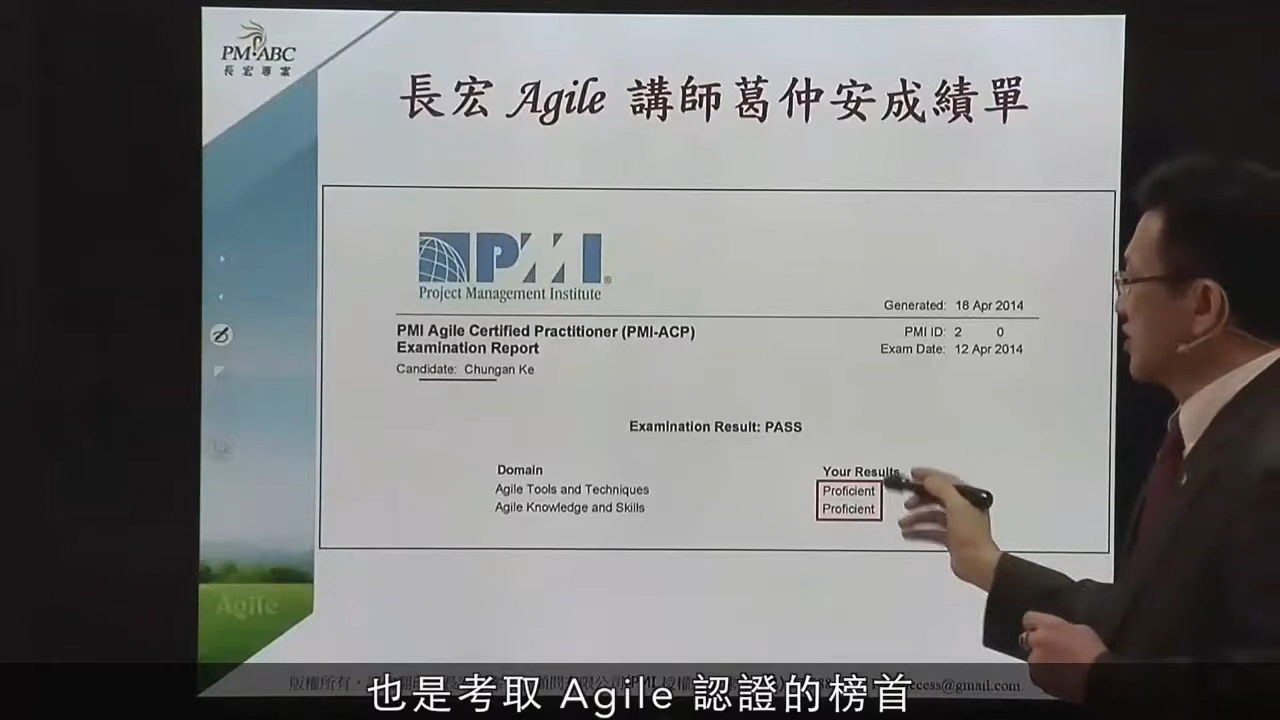 PM ABC
長宏專案
長宏 Agile 講師葛仲安成績單
PMI
Project Management Institute
Generated: 18 Apr 2014
PMI Agile Certified Practitioner (PMI-ACP)
PMI ID: 2 0
Examination Report
Exam Date: 12 Apr 2014
Candidate: Chungan Ke
Examination Result: PASS
Domain
Your Results
Agile Tools and Techniques
Proficient
Agile Knowledge and Skills
Proficient
Agile
版權所有
ccess@gmail.com
也是考取 Agile 認證的榜首